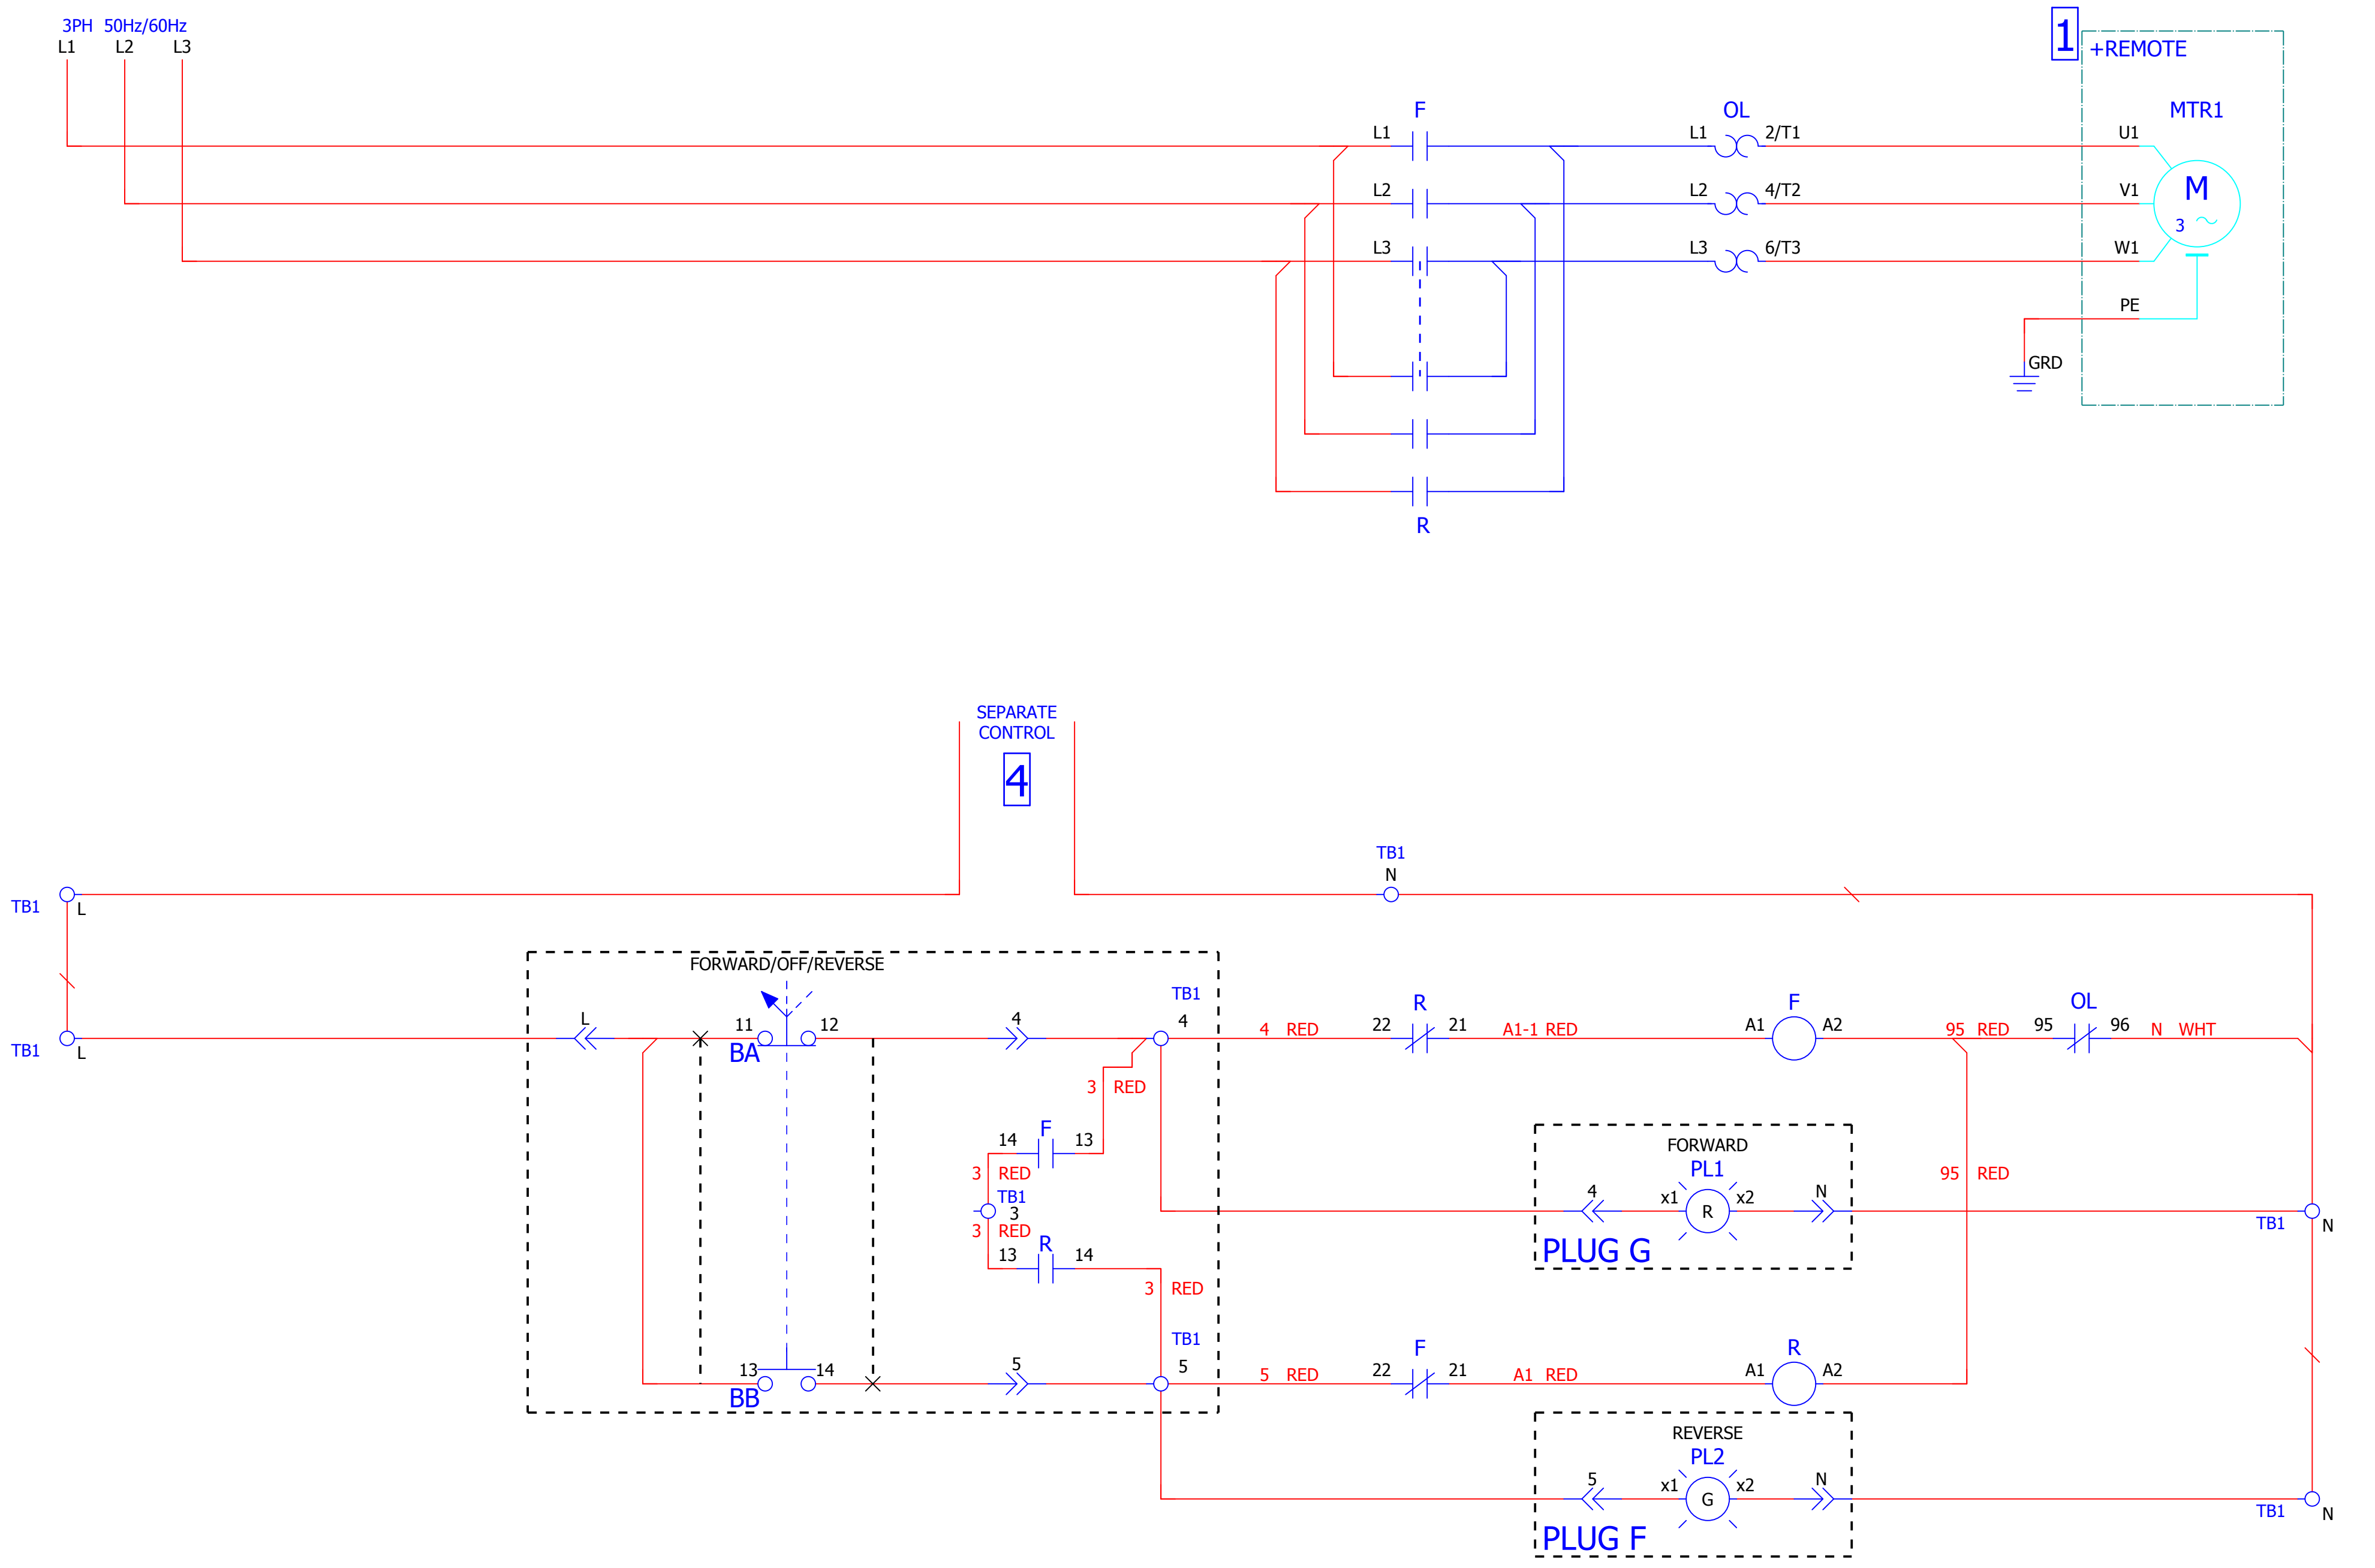 3PH 50Hz/60Hz
L1 L2 L3
1
+REMOTE
F OL MTR1
L1 L1 2/T1 U1
L2 L2 4/T2 V1
M
3
L3 L3 6/T3 W1
PE
GRD
R
SEPARATE
CONTROL
4
TB1
N
TB1 L
FORWARD/OFF/REVERSE
TB1
L 11 12 4 4
R F OL
4 RED 22 21 A1-1 RED A1 A2 95 RED 95 96 N WHT
TB1 L
BA
3 RED
F
14 13
3 RED
TB1
3
3 RED
R
13 14
3 RED
FORWARD
PL1
4 x1 x2 N
R
PLUG G
95 RED
TB1 N
TB1
13 14 5 5
BB
F R
5 RED 22 21 A1 RED A1 A2
REVERSE
PL2
5 x1 x2 N
G
PLUG F
TB1 N